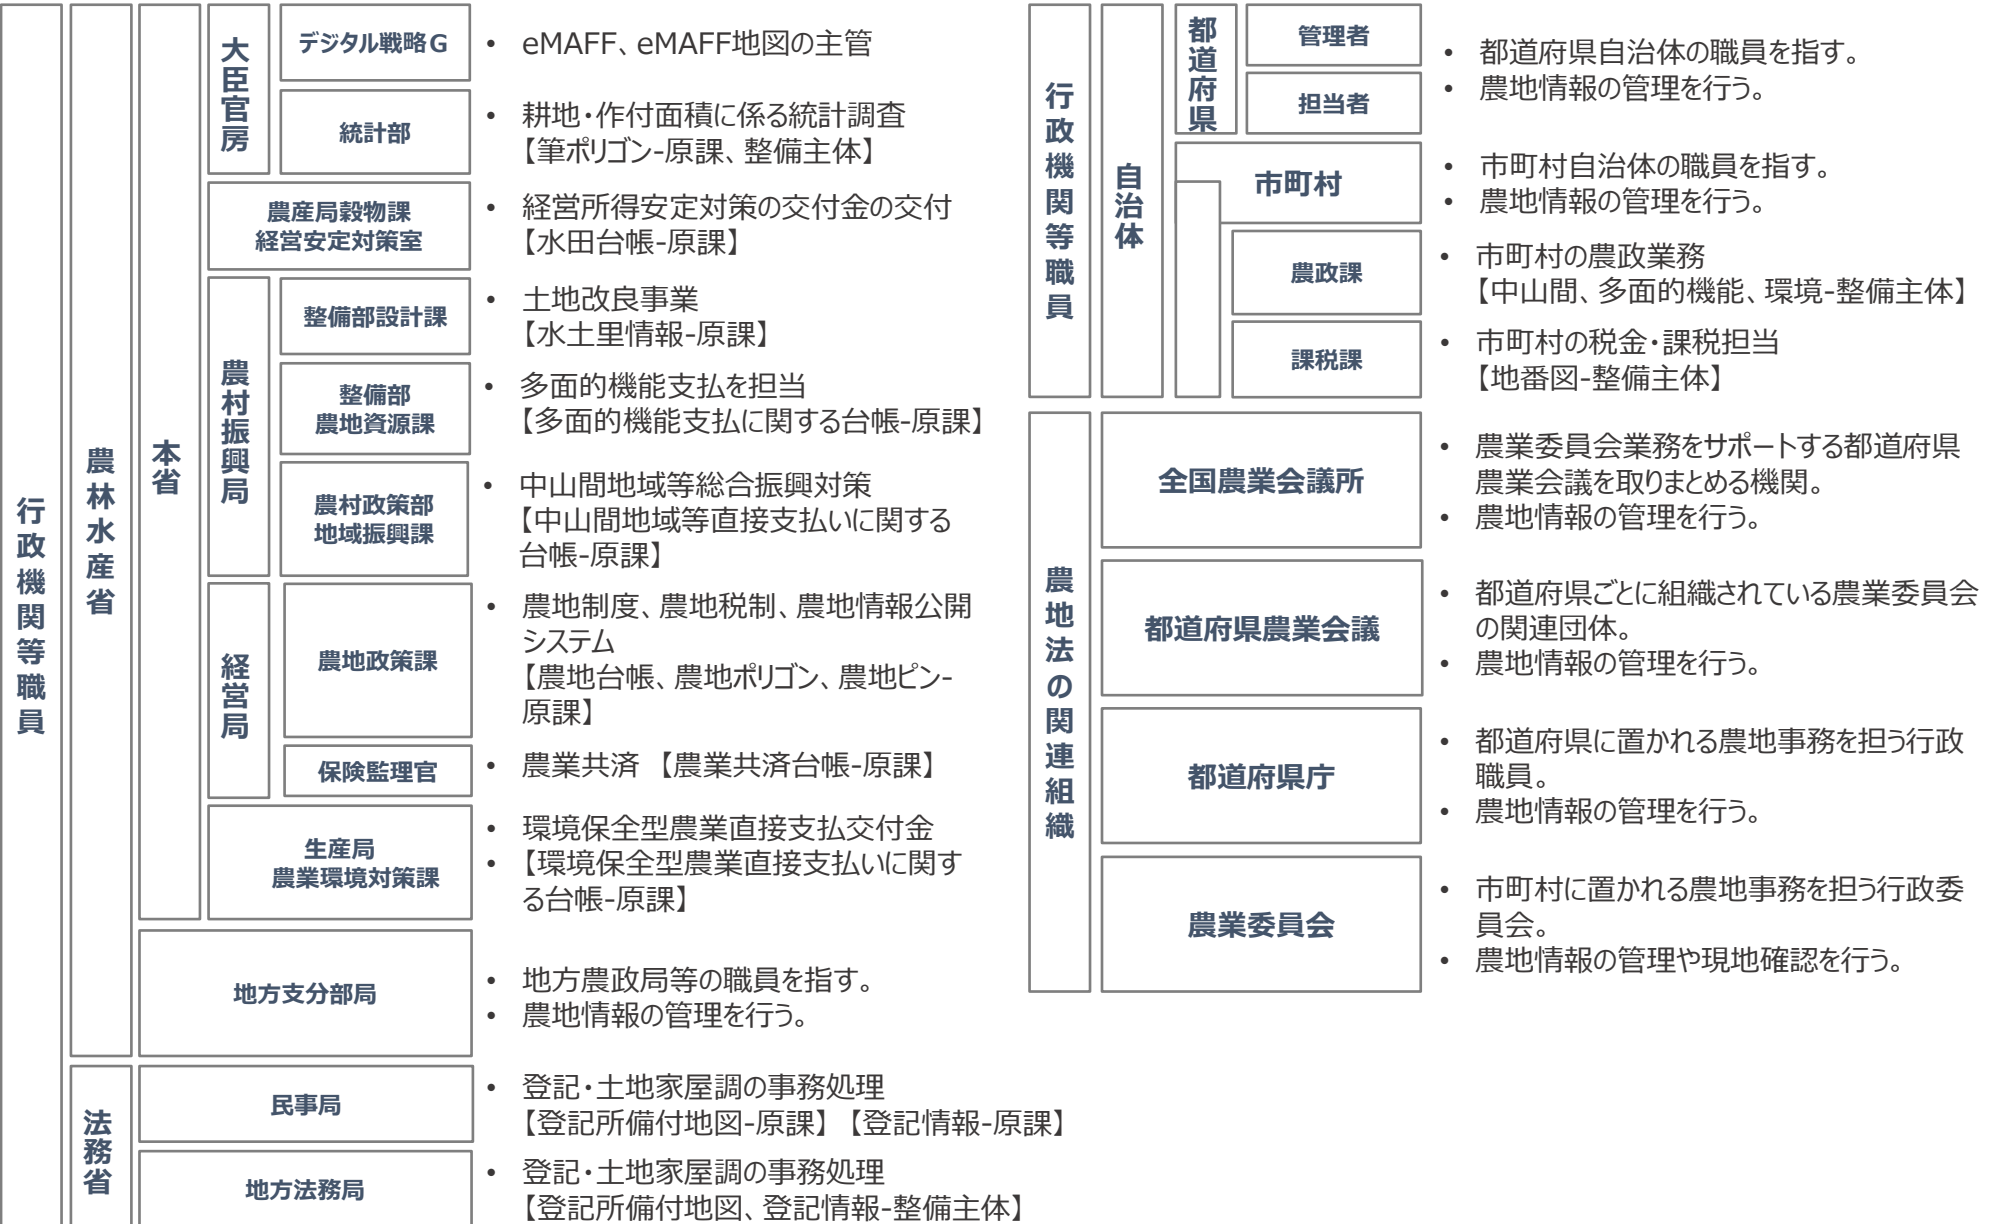 行政機関等職員
農林水産省
本省
大臣官房
デジタル戦略G
• eMAFF、eMAFF地図の主管
統計部
• 耕地・作付面積に係る統計調査
【筆ポリゴン-原課、整備主体】
農産局穀物課
経営安定対策室
• 経営所得安定対策の交付金の交付
【水田台帳-原課】
農村振興局
整備部設計課
• 土地改良事業
【水土里情報-原課】
整備部
農地資源課
• 多面的機能支払を担当
【多面的機能支払に関する台帳-原課】
農村政策部
地域振興課
• 中山間地域等総合振興対策
【中山間地域等直接支払いに関する
台帳-原課】
経営局
農地政策課
• 農地制度、農地税制、農地情報公開
システム
【農地台帳、農地ポリゴン、農地ピン-
原課】
保険監理官
• 農業共済 【農業共済台帳-原課】
生産局
農業環境対策課
• 環境保全型農業直接支払交付金
• 【環境保全型農業直接支払いに関す
る台帳-原課】
地方支分部局
• 地方農政局等の職員を指す。
• 農地情報の管理を行う。
法務省
民事局
• 登記・土地家屋調の事務処理
【登記所備付地図-原課】【登記情報-原課】
地方法務局
• 登記・土地家屋調の事務処理
【登記所備付地図、登記情報-整備主体】
行政機関等職員
自治体
都道府県
管理者
担当者
• 都道府県自治体の職員を指す。
• 農地情報の管理を行う。
市町村
• 市町村自治体の職員を指す。
• 農地情報の管理を行う。
農政課
• 市町村の農政業務
【中山間、多面的機能、環境-整備主体】
課税課
• 市町村の税金・課税担当
【地番図-整備主体】
農地法の関連組織
全国農業会議所
• 農業委員会業務をサポートする都道府県
農業会議を取りまとめる機関。
• 農地情報の管理を行う。
都道府県農業会議
• 都道府県ごとに組織されている農業委員会
の関連団体。
• 農地情報の管理を行う。
都道府県庁
• 都道府県に置かれる農地事務を担う行政
職員。
• 農地情報の管理を行う。
農業委員会
• 市町村に置かれる農地事務を担う行政委
員会。
• 農地情報の管理や現地確認を行う。